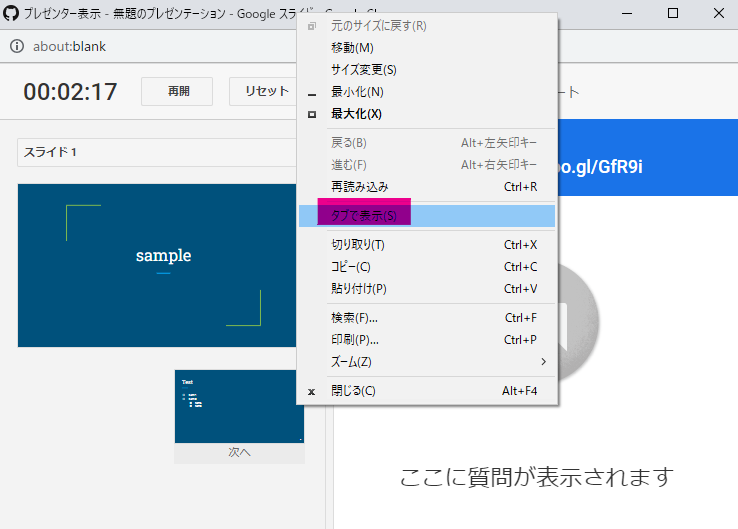 プレゼンター表示 - 無題のプレゼンテーション - Google スライド - Google Ch
about:blank
00:02:17
再開
リセット
ート
スライド 1
sample
Test
次へ
元のサイズに戻す(R)
移動(M)
サイズ変更(S)
最小化(N)
最大化(X)
戻る(B) Alt+左矢印キー
進む(F) Alt+右矢印キー
再読み込み Ctrl+R
タブで表示(S)
切り取り(T) Ctrl+X
コピー(C) Ctrl+C
貼り付け(P) Ctrl+V
検索(F)... Ctrl+F
印刷(P)... Ctrl+P
ズーム(Z)
閉じる(C) Alt+F4
oo.gl/GfR9i
ここに質問が表示されます